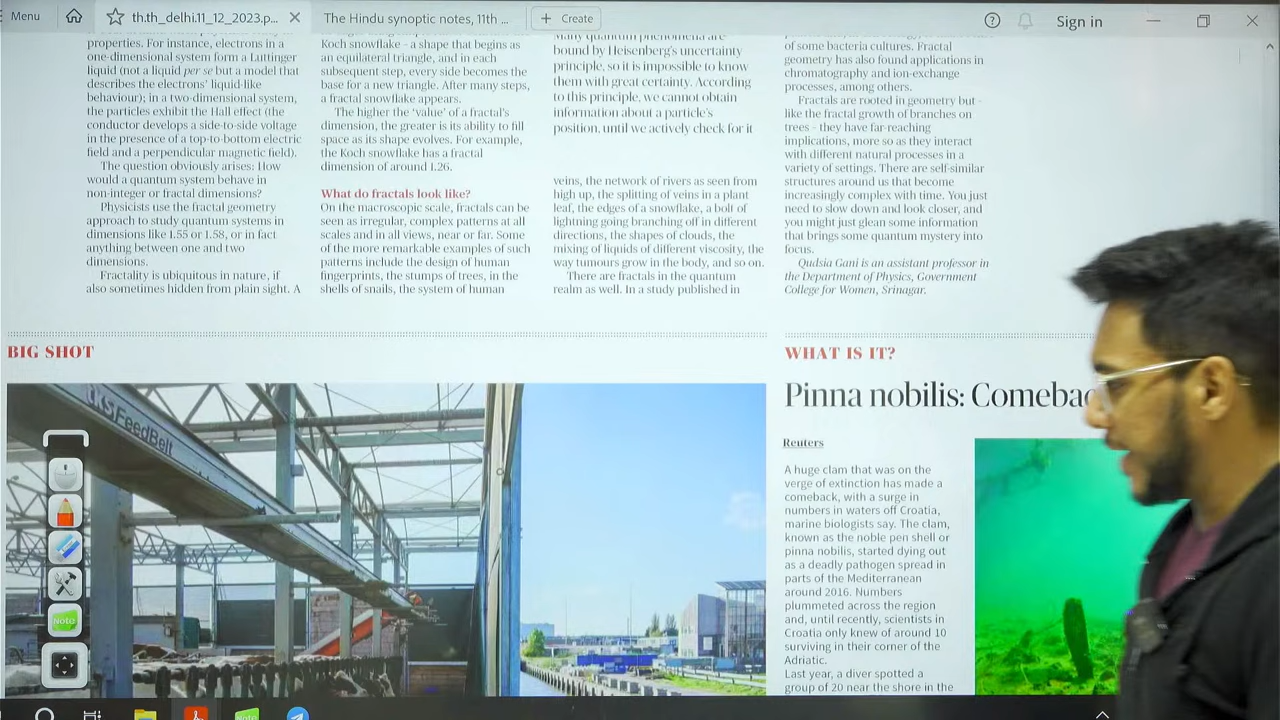 Menu
th.th_delhi.11_12_2023.p...
The Hindu synoptic notes, 11th ...
Create
Sign in
properties. For instance, electrons in a
one-dimensional system form a Luttinger
liquid (not a liquid per se but a model that
describes the electrons' liquid-like
behaviour); in a two-dimensional system,
the particles exhibit the Hall effect (the
conductor develops a side-to-side voltage
in the presence of a top-to-bottom electric
field and a perpendicular magnetic field).
The question obviously arises: How
would a quantum system behave in
non-integer or fractal dimensions?
Physicists use the fractal geometry
approach to study quantum systems in
dimensions like 1.55 or 1.58, or in fact
anything between one and two
dimensions.
Fractality is ubiquitous in nature, if
also sometimes hidden from plain sight. A
Koch snowflake - a shape that begins as
an equilateral triangle, and in each
subsequent step, every side becomes the
base for a new triangle. After many steps,
a fractal snowflake appears.
The higher the 'value' of a fractal's
dimension, the greater is its ability to fill
space as its shape evolves. For example,
the Koch snowflake has a fractal
dimension of around 1.26.
What do fractals look like?
On the macroscopic scale, fractals can be
seen as irregular, complex patterns at all
scales and in all views, near or far. Some
of the more remarkable examples of such
patterns include the design of human
fingerprints, the stumps of trees, in the
shells of snails, the system of human
Many quantum phenomena are
bound by Heisenberg's uncertainty
principle, so it is impossible to know
them with great certainty. According
to this principle, we cannot obtain
information about a particle's
position, until we actively check for it
veins, the network of rivers as seen from
high up, the splitting of veins in a plant
leaf, the edges of a snowflake, a bolt of
lightning going branching off in different
directions, the shapes of clouds, the
mixing of liquids of different viscosity, the
way tumours grow in the body, and so on.
There are fractals in the quantum
realm as well. In a study published in
of some bacteria cultures. Fractal
geometry has also found applications in
chromatography and ion-exchange
processes, among others.
Fractals are rooted in geometry but -
like the fractal growth of branches on
trees - they have far-reaching
implications, more so as they interact
with different natural processes in a
variety of settings. There are self-similar
structures around us that become
increasingly complex with time. You just
need to slow down and look closer, and
you might just glean some information
that brings some quantum mystery into
focus.
Qudsia Gani is an assistant professor in
the Department of Physics, Government
College for Women, Srinagar.
BIG SHOT
tksFeedBelt
WHAT IS IT?
Pinna nobilis: Comeba
Reuters
A huge clam that was on the
verge of extinction has made a
comeback, with a surge in
numbers in waters off Croatia,
marine biologists say. The clam,
known as the noble pen shell or
pinna nobilis, started dying out
as a deadly pathogen spread in
parts of the Mediterranean
around 2016. Numbers
plummeted across the region
and, until recently, scientists in
Croatia only knew of around 10
surviving in their corner of the
Adriatic.
Last year, a diver spotted a
group of 20 near the shore in the
Note
Note